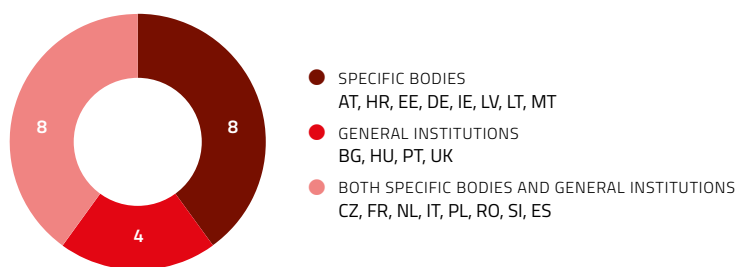 SPECIFIC BODIES
AT, HR, EE, DE, IE, LV, LT, MT
8
8
GENERAL INSTITUTIONS
BG, HU, PT, UK
BOTH SPECIFIC BODIES AND GENERAL INSTITUTIONS
CZ, FR, NL, IT, PL, RO, SI, ES
4